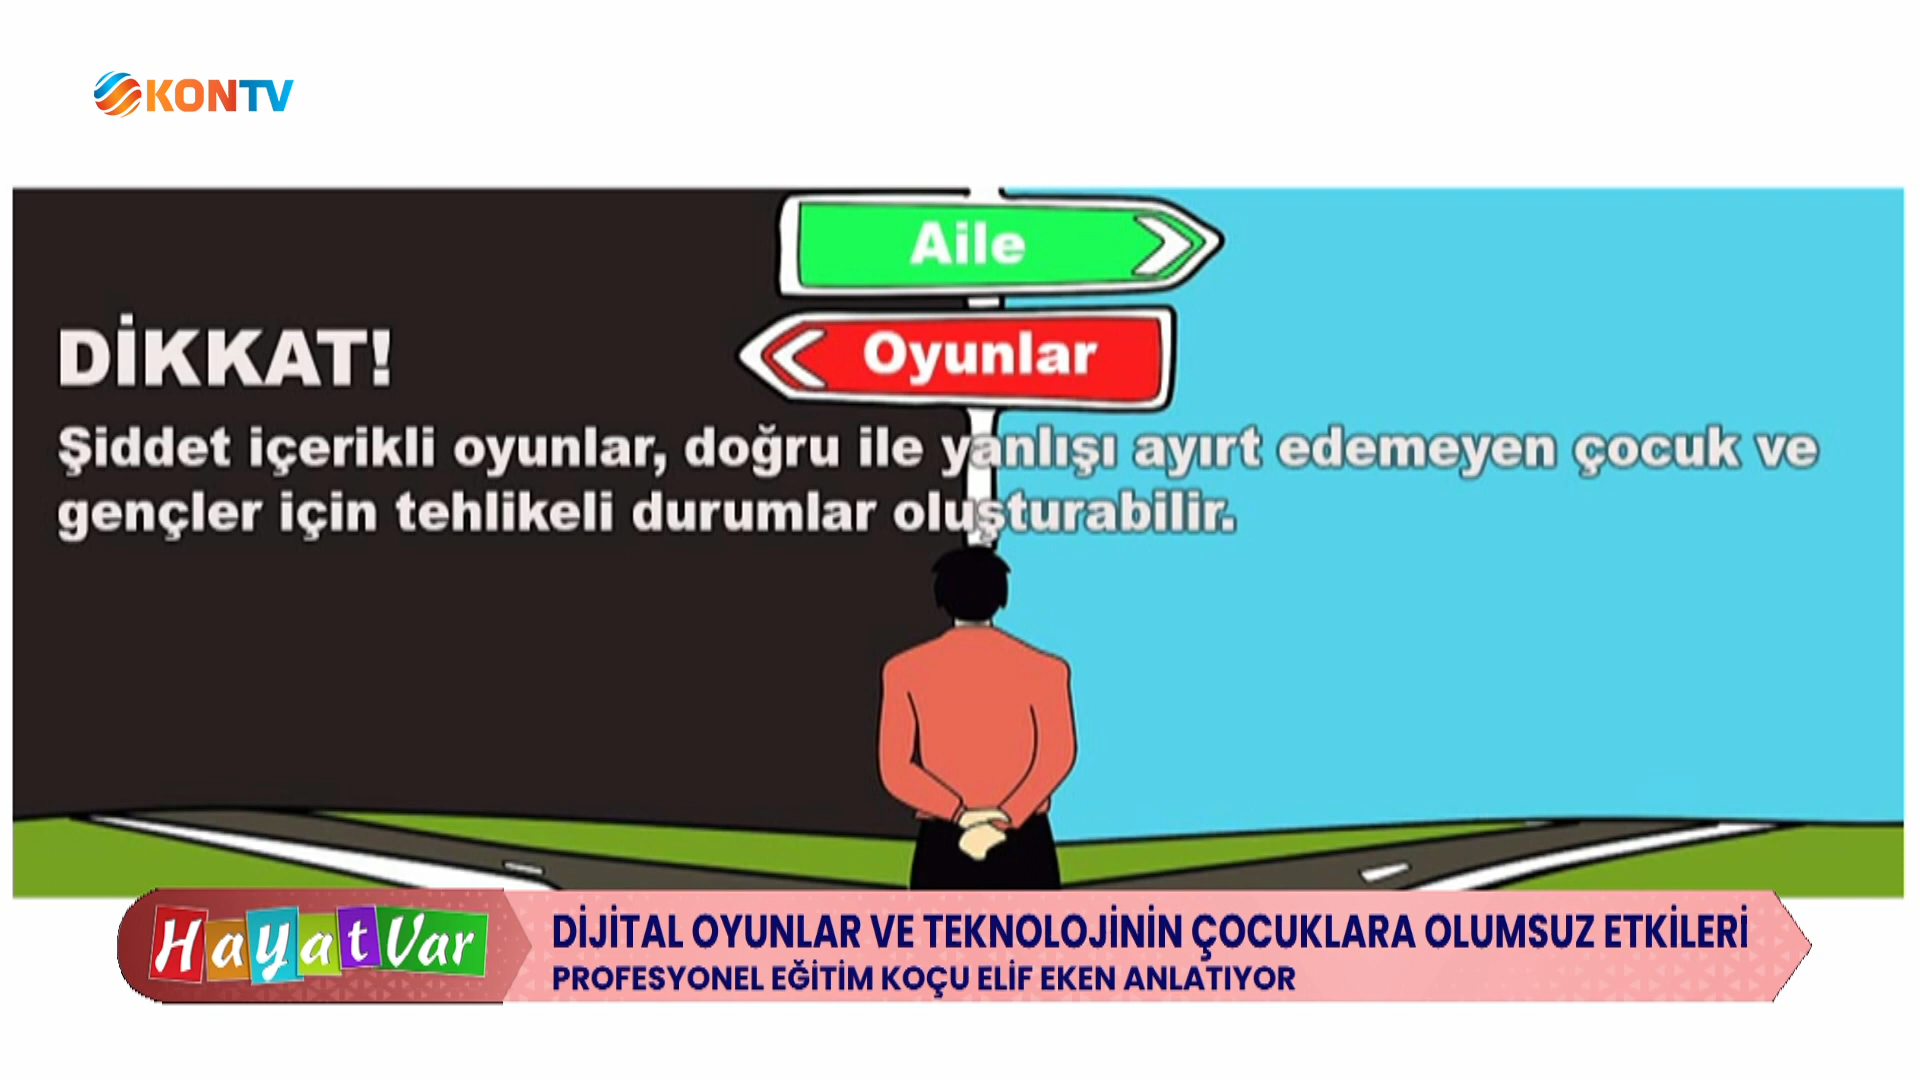 KONTV
Aile
Oyunlar
DİKKAT!
Şiddet içerikli oyunlar, doğru ile yanlışı ayırt edemeyen çocuk ve
gençler için tehlikeli durumlar oluşturabilir.
Hayat Var
DİJİTAL OYUNLAR VE TEKNOLOJİNİN ÇOCUKLARA OLUMSUZ ETKİLERİ
PROFESYONEL EĞİTİM KOÇU ELİF EKEN ANLATIYOR